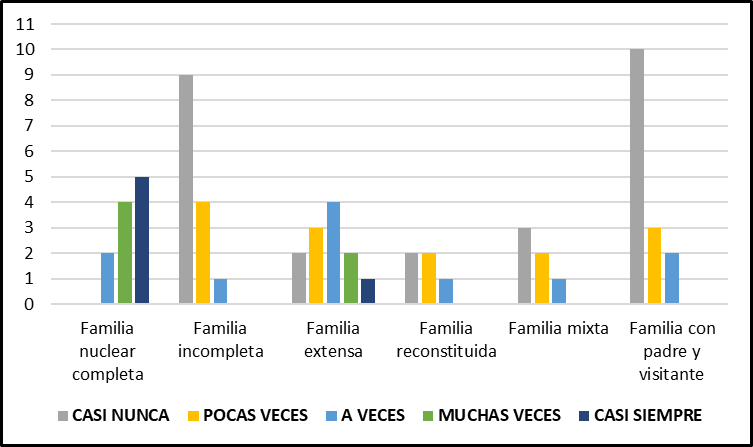 11
10
9
8
7
6
5
4
3
2
1
0
Familia
nuclear
completa
Familia
incompleta
Familia
extensa
Familia
reconstituida
Familia mixta
Familia con
padre y
visitante
CASI NUNCA POCAS VECES A VECES MUCHAS VECES CASI SIEMPRE